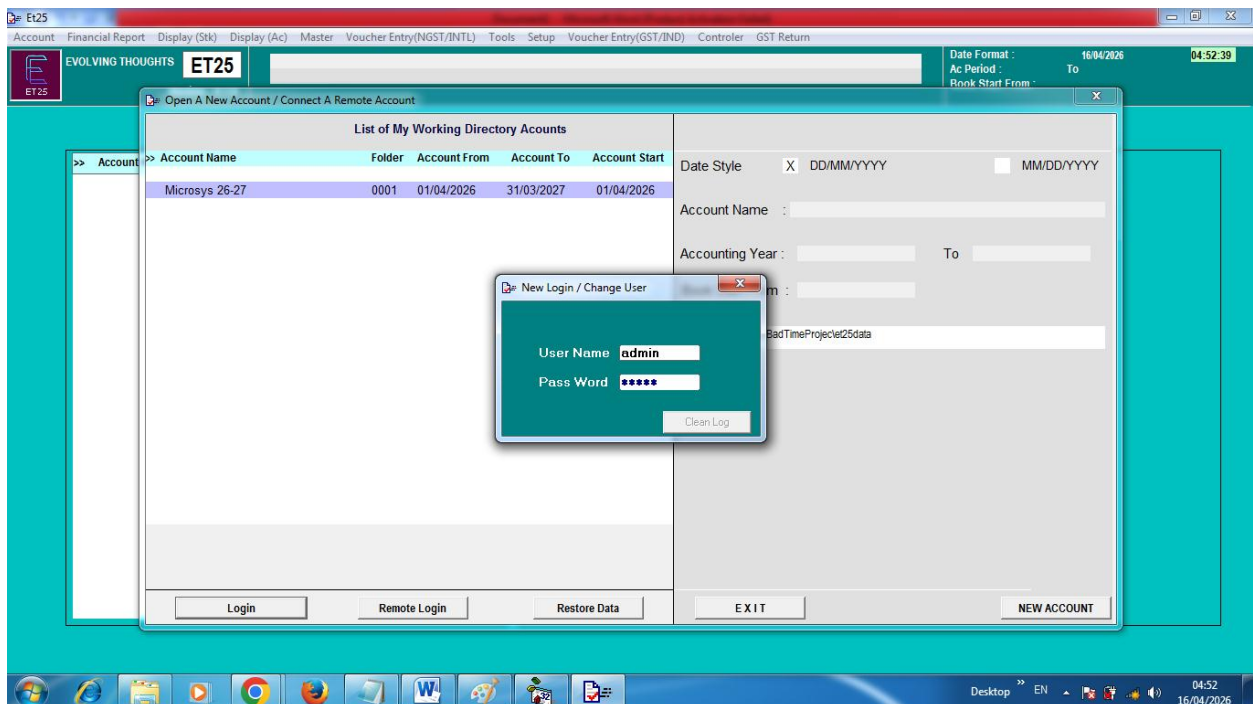 Et25
Account Financial Report Display (Stk) Display (Ac) Master Voucher Entry(NGST/INTL) Tools Setup Voucher Entry(GST/IND) Controler GST Return
EVOLVING THOUGHTS ET25
ET25
Date Format : 16/04/2026 04:52:39
Ac Period : To
Book Start From :
Open A New Account / Connect A Remote Account
List of My Working Directory Acounts
>> Account
>> Account Name Folder Account From Account To Account Start
Microsys 26-27 0001 01/04/2026 31/03/2027 01/04/2026
Date Style X DD/MM/YYYY MM/DD/YYYY
Account Name :
Accounting Year : To
m :
BadTimeProjec\et25data
New Login / Change User
User Name admin
Pass Word *****
Clean Log
Login Remote Login Restore Data EXIT NEW ACCOUNT
Desktop » EN 04:52
16/04/2026